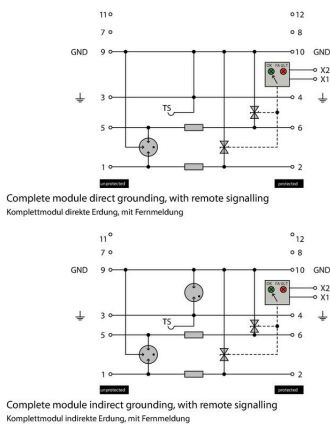 11 12
7 8
GND 9 10 GND
OK FAULT
X2
X1
3 4
TS
5 6
1 2
unprotected protected
Complete module direct grounding, with remote signalling
Komplettmodul direkte Erdung, mit Fernmeldung
11 12
7 8
GND 9 10 GND
OK FAULT
X2
X1
3 4
TS
5 6
1 2
unprotected protected
Complete module indirect grounding, with remote signalling
Komplettmodul indirekte Erdung, mit Fernmeldung